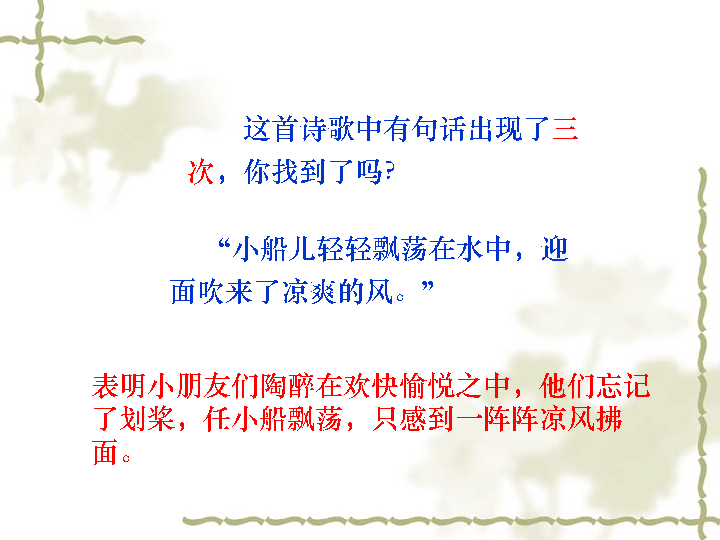 这首诗歌中有句话出现了三
次，你找到了吗?
“小船儿轻轻飘荡在水中，迎
面吹来了凉爽的风。”
表明小朋友们陶醉在欢快愉悦之中，他们忘记
了划桨，任小船飘荡，只感到一阵阵凉风拂
面。